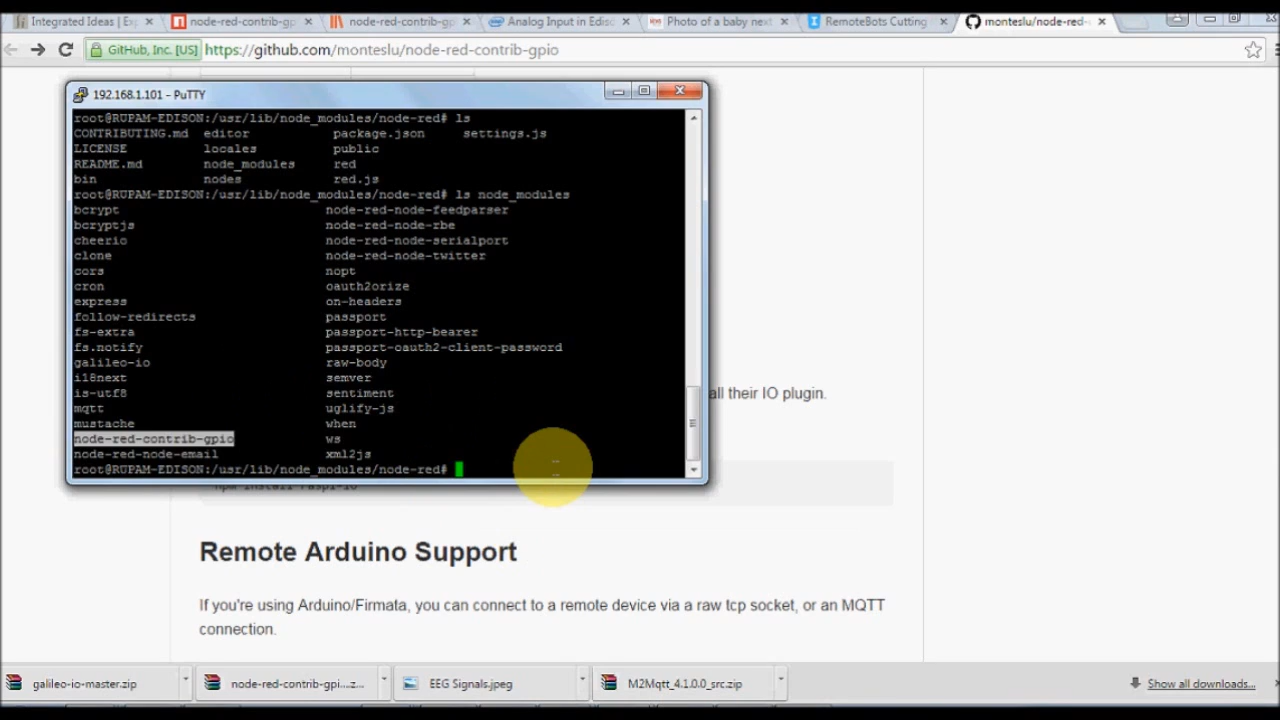 Integrated Ideas | Exp
node-red-contrib-gp
node-red-contrib-gp
Analog Input in Ediso
Photo of a baby next
RemoteBots Cutting
monteslu/node-red-
GitHub, Inc. [US]
https://github.com/monteslu/node-red-contrib-gpio
192.168.1.101 - PuTTY
root@RUPAM-EDISON:/usr/lib/node_modules/node-red# ls
CONTRIBUTING.md editor package.json settings.js
LICENSE locales public
README.md node_modules red
bin nodes red.js
root@RUPAM-EDISON:/usr/lib/node_modules/node-red# ls node_modules
bcrypt node-red-node-feedparser
bcryptjs node-red-node-rbe
cheerio node-red-node-serialport
clone node-red-node-twitter
cors nopt
cron oauth2orize
express on-headers
follow-redirects passport
fs-extra passport-http-bearer
fs.notify passport-oauth2-client-password
galileo-io raw-body
i18next semver
is-utf8 sentiment
mqtt uglify-js
mustache when
node-red-contrib-gpio ws
node-red-node-email xml2js
root@RUPAM-EDISON:/usr/lib/node_modules/node-red#
all their IO plugin.
npm install raspi-io
Remote Arduino Support
If you're using Arduino/Firmata, you can connect to a remote device via a raw tcp socket, or an MQTT
connection.
galileo-io-master.zip
node-red-contrib-gpi....z...
EEG Signals.jpeg
M2Mqtt_4.1.0.0_src.zip
Show all downloads...